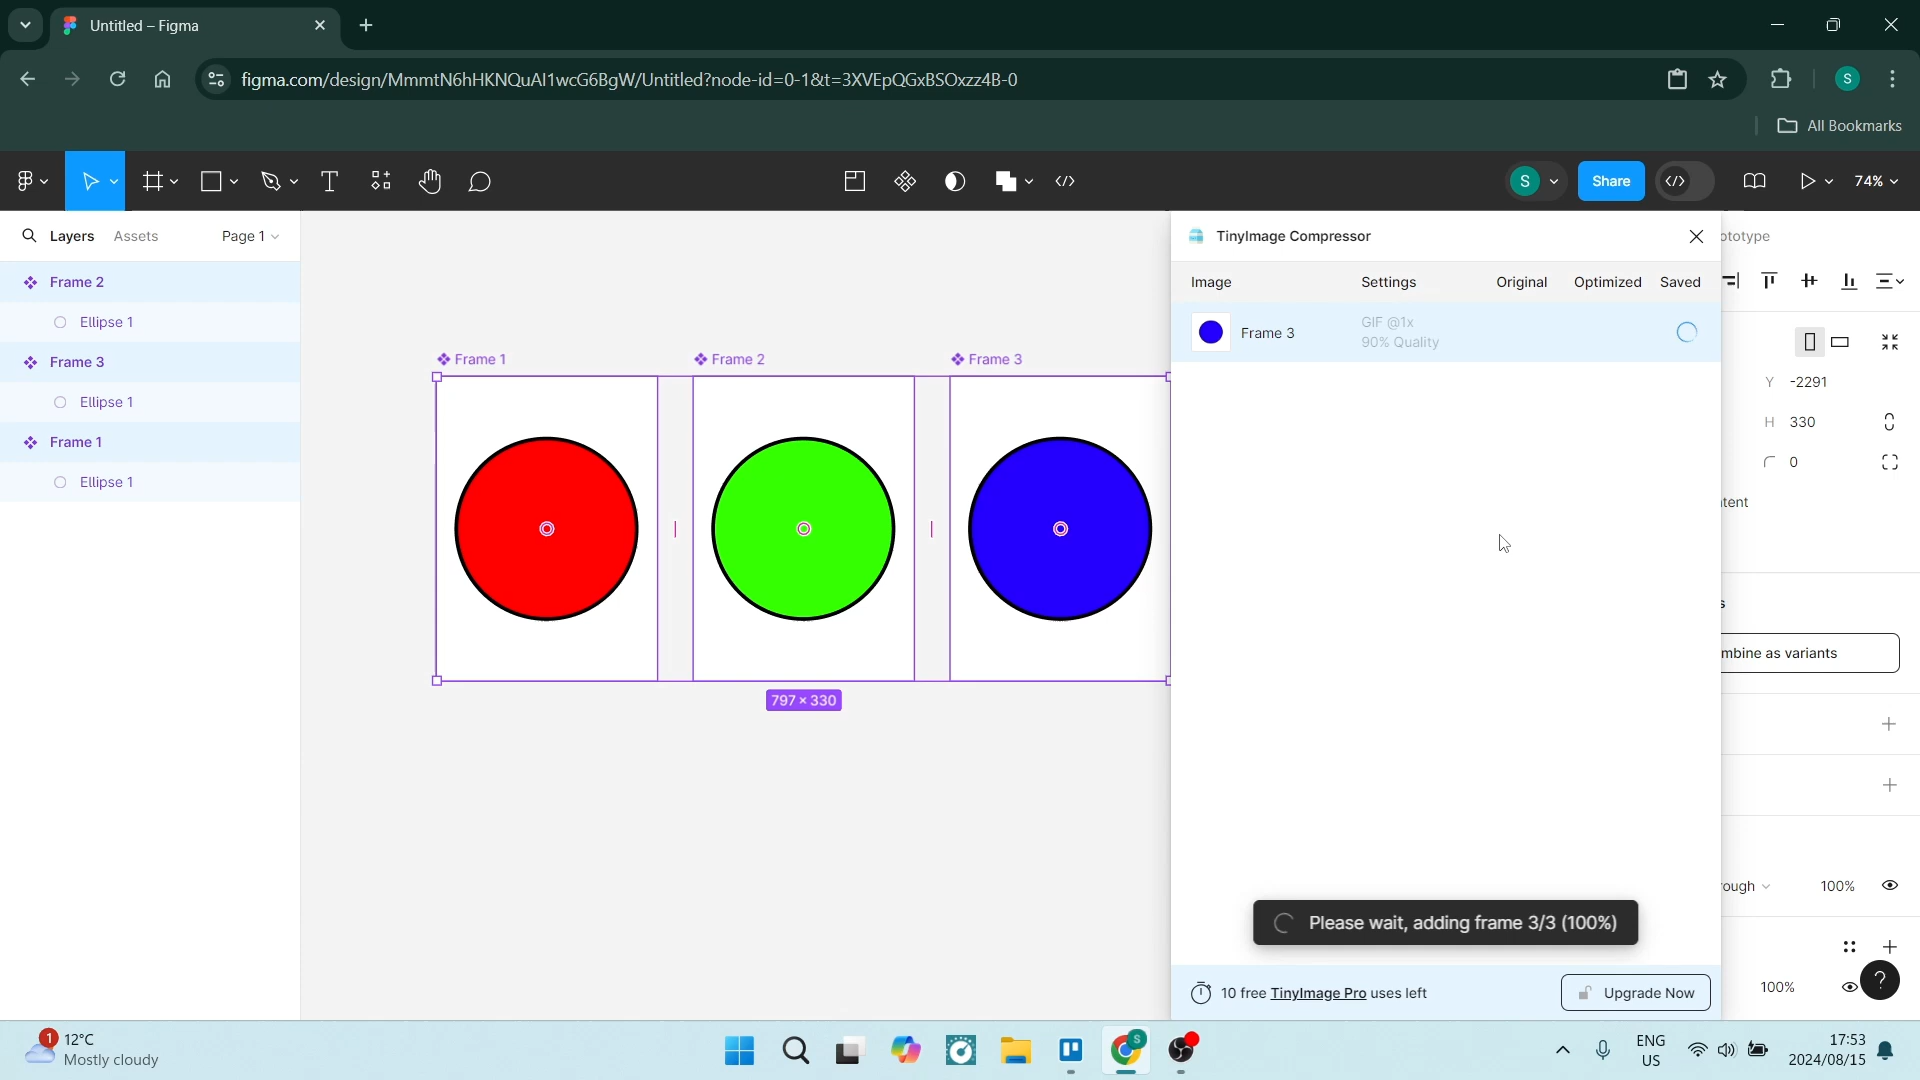 Untitled – Figma
figma.com/design/MmmtN6hHKNQuAI1wcG6BgW/Untitled?node-id=0-1&t=3XVEpQGxBSOxzz4B-0
S
All Bookmarks
S
Share
74%
Layers
Assets
Page 1
Frame 2
Ellipse 1
Frame 3
Ellipse 1
Frame 1
Ellipse 1
Frame 1
Frame 2
Frame 3
797 × 330
TinyImage Compressor
Image
Settings
Original
Optimized
Saved
Frame 3
GIF @1x
90% Quality
Please wait, adding frame 3/3 (100%)
10 free TinyImage Pro uses left
Upgrade Now
ototype
Y -2291
H 330
0
tent
s
mbine as variants
ough
100%
100%
?
1
12°C
Mostly cloudy
S
ENG
US
17:53
2024/08/15